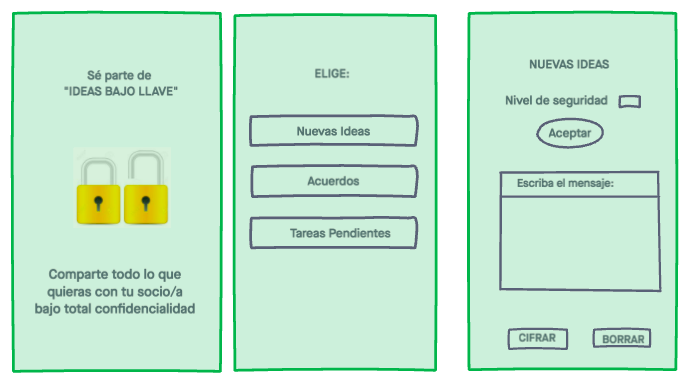 Sé parte de
"IDEAS BAJO LLAVE"
Comparte todo lo que
quieras con tu socio/a
bajo total confidencialidad
ELIGE:
Nuevas Ideas
Acuerdos
Tareas Pendientes
NUEVAS IDEAS
Nivel de seguridad
Aceptar
Escriba el mensaje:
CIFRAR
BORRAR